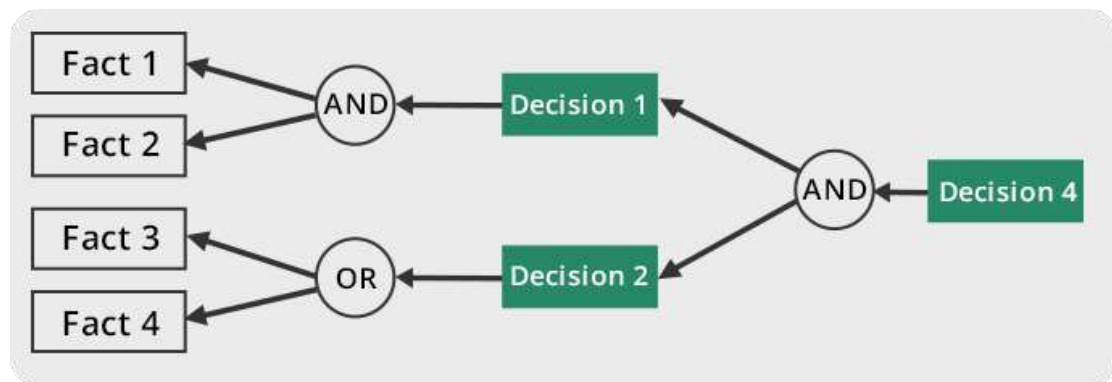 Fact 1
Fact 2
AND
Decision 1
AND
Decision 4
Fact 3
Fact 4
OR
Decision 2